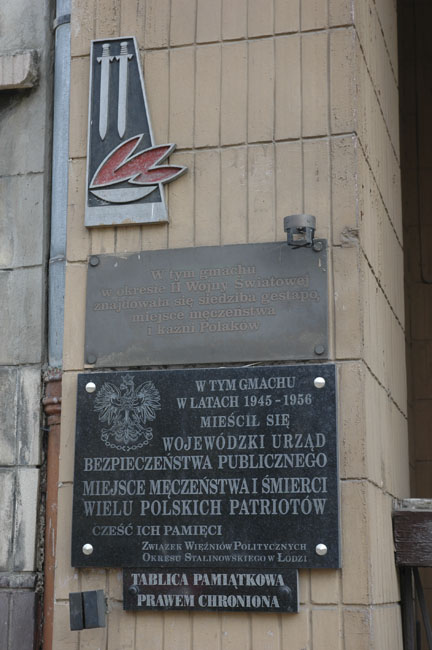 W tym gmachu
w okresie II Wojny Światowej
znajdowała się siedziba gestapo,
miejsce męczeństwa
i kaźni Polaków
W TYM GMACHU
W LATACH 1945-1956
MIEŚCIŁ SIĘ
WOJEWÓDZKI URZĄD
BEZPIECZEŃSTWA PUBLICZNEGO
MIEJSCE MĘCZEŃSTWA I ŚMIERCI
WIELU POLSKICH PATRIOTÓW
CZEŚĆ ICH PAMIĘCI
ZWIĄZEK WIĘŹNIÓW POLITYCZNYCH
OKRESU STALINOWSKIEGO W ŁODZI
TABLICA PAMIĄTKOWA
PRAWEM CHRONIONA